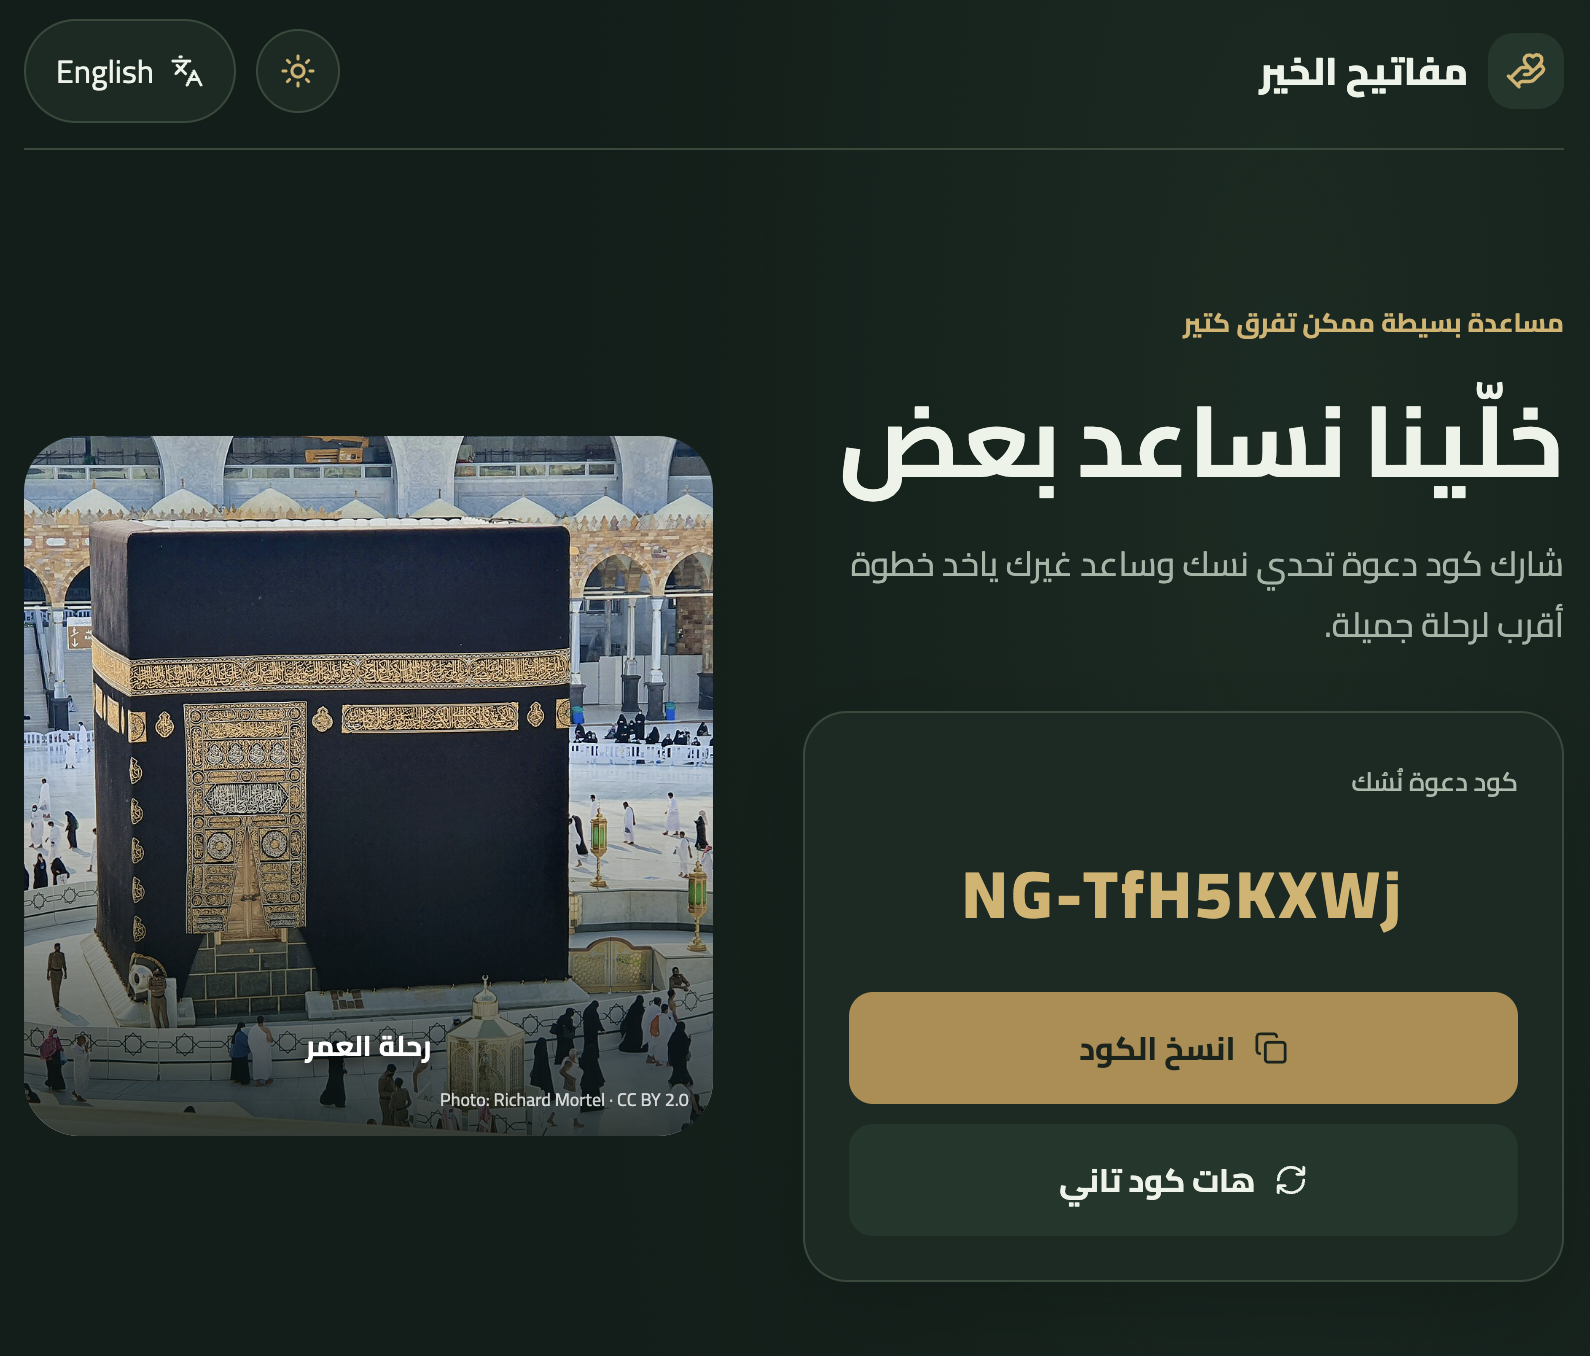 مفاتيح الخير
English
مساعدة بسيطة ممكن تفرق كتير
خلّينا نساعد بعض
شارك كود دعوة تحدي نسك وساعد غيرك ياخد خطوة
أقرب لرحلة جميلة.
كود دعوة نُسُك
NG-TfH5KXWj
انسخ الكود
هات كود تاني
رحلة العمر
Photo: Richard Mortel · CC BY 2.0